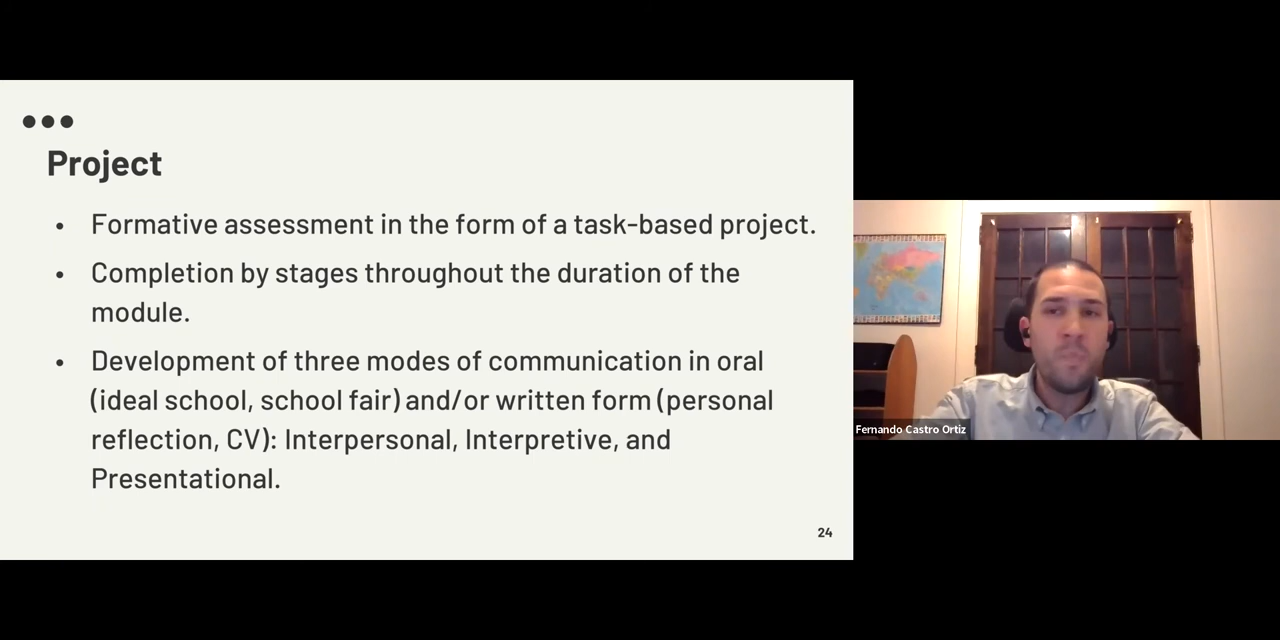 Project
• Formative assessment in the form of a task-based project.
• Completion by stages throughout the duration of the
module.
• Development of three modes of communication in oral
(ideal school, school fair) and/or written form (personal
reflection, CV): Interpersonal, Interpretive, and
Presentational.
24
Fernando Castro Ortiz